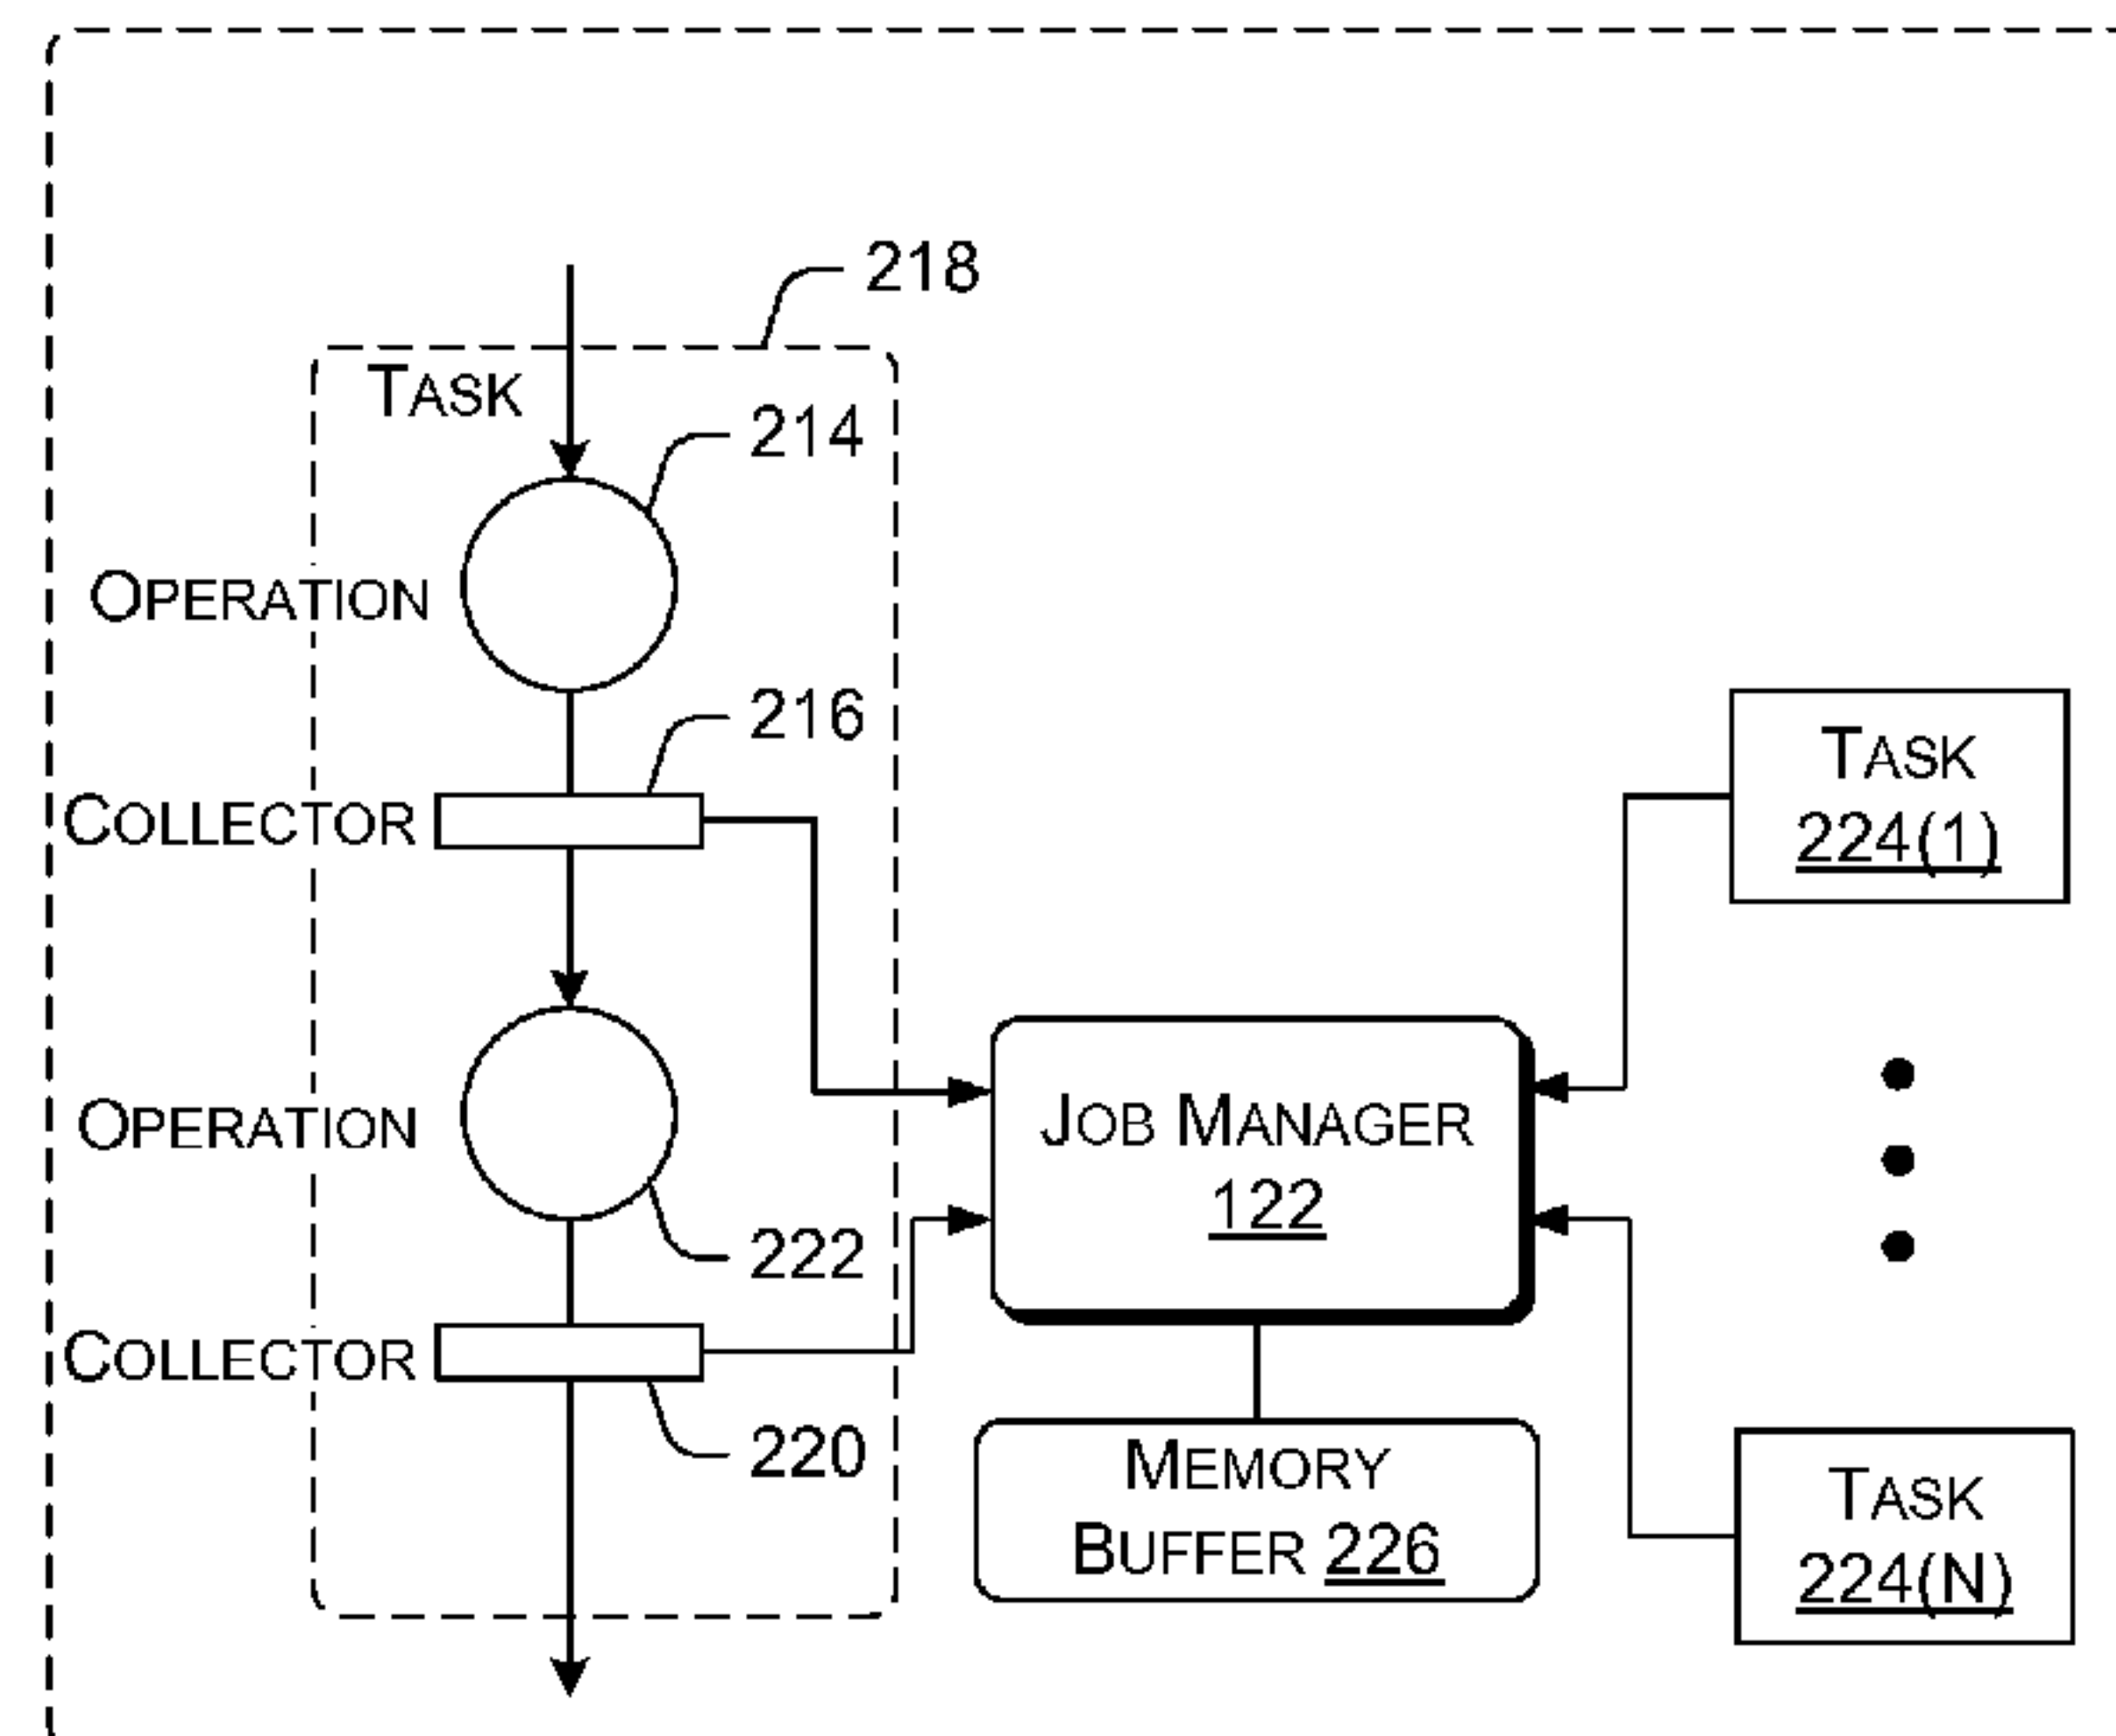 218
TASK
214
OPERATION
216
COLLECTOR
TASK
224(1)
OPERATION
JOB MANAGER
122
222
COLLECTOR
220
MEMORY
BUFFER 226
TASK
224(N)